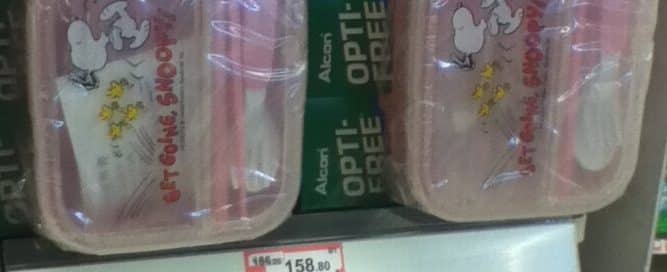 GET GOING, SNOOPY!
Alcon
OPTI-
FREE
GET GOING, SNOOPY!
Alcon
OPTI-
FREE
158.80